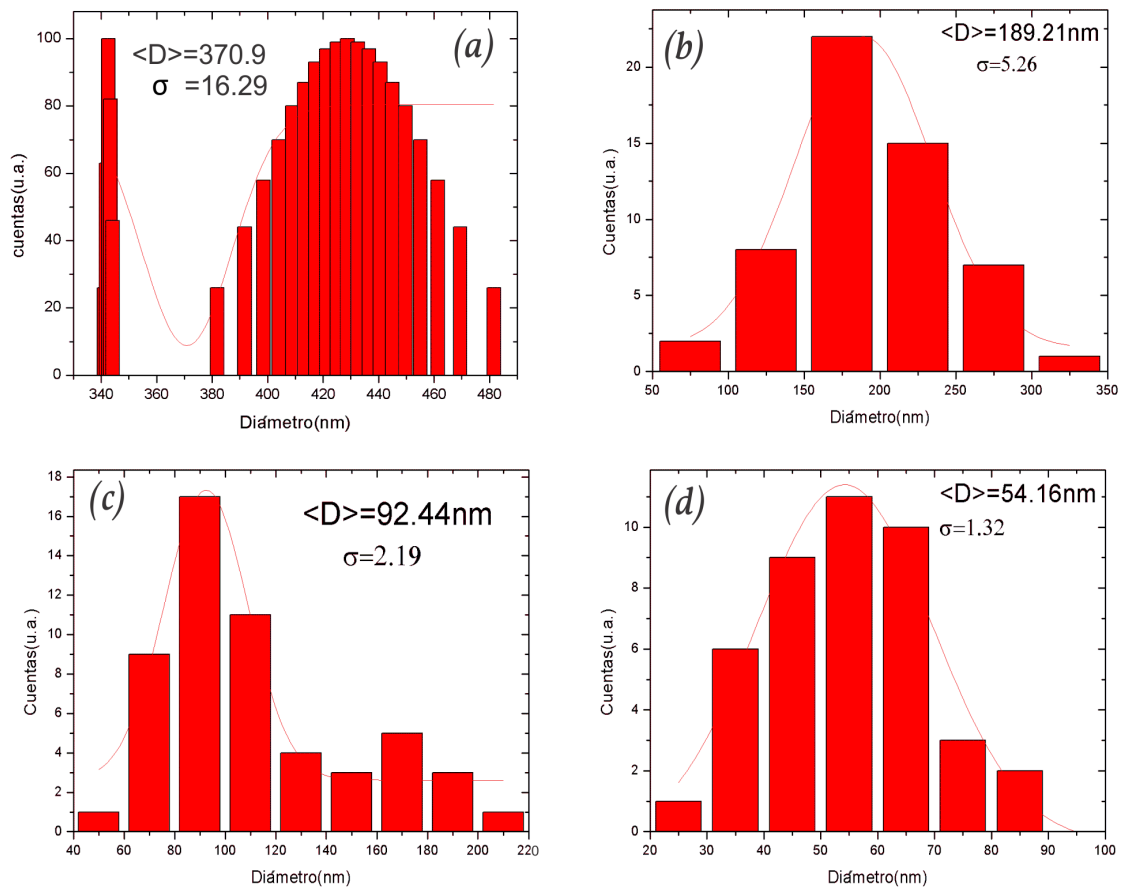 (a)
<D>=370.9
σ =16.29
cuentas(u.a.)
100
80
60
40
20
0
340 360 380 400 420 440 460 480
Diámetro(nm)
(b)
<D>=189.21nm
σ=5.26
Cuentas(u.a.)
20
15
10
5
0
50 100 150 200 250 300 350
Diámetro(nm)
(c)
<D>=92.44nm
σ=2.19
Cuentas(u.a.)
18
16
14
12
10
8
6
4
2
0
40 60 80 100 120 140 160 180 200 220
Diámetro(nm)
(d)
<D>=54.16nm
σ=1.32
Cuentas(u.a.)
10
8
6
4
2
0
20 30 40 50 60 70 80 90 100
Diámetro(nm)